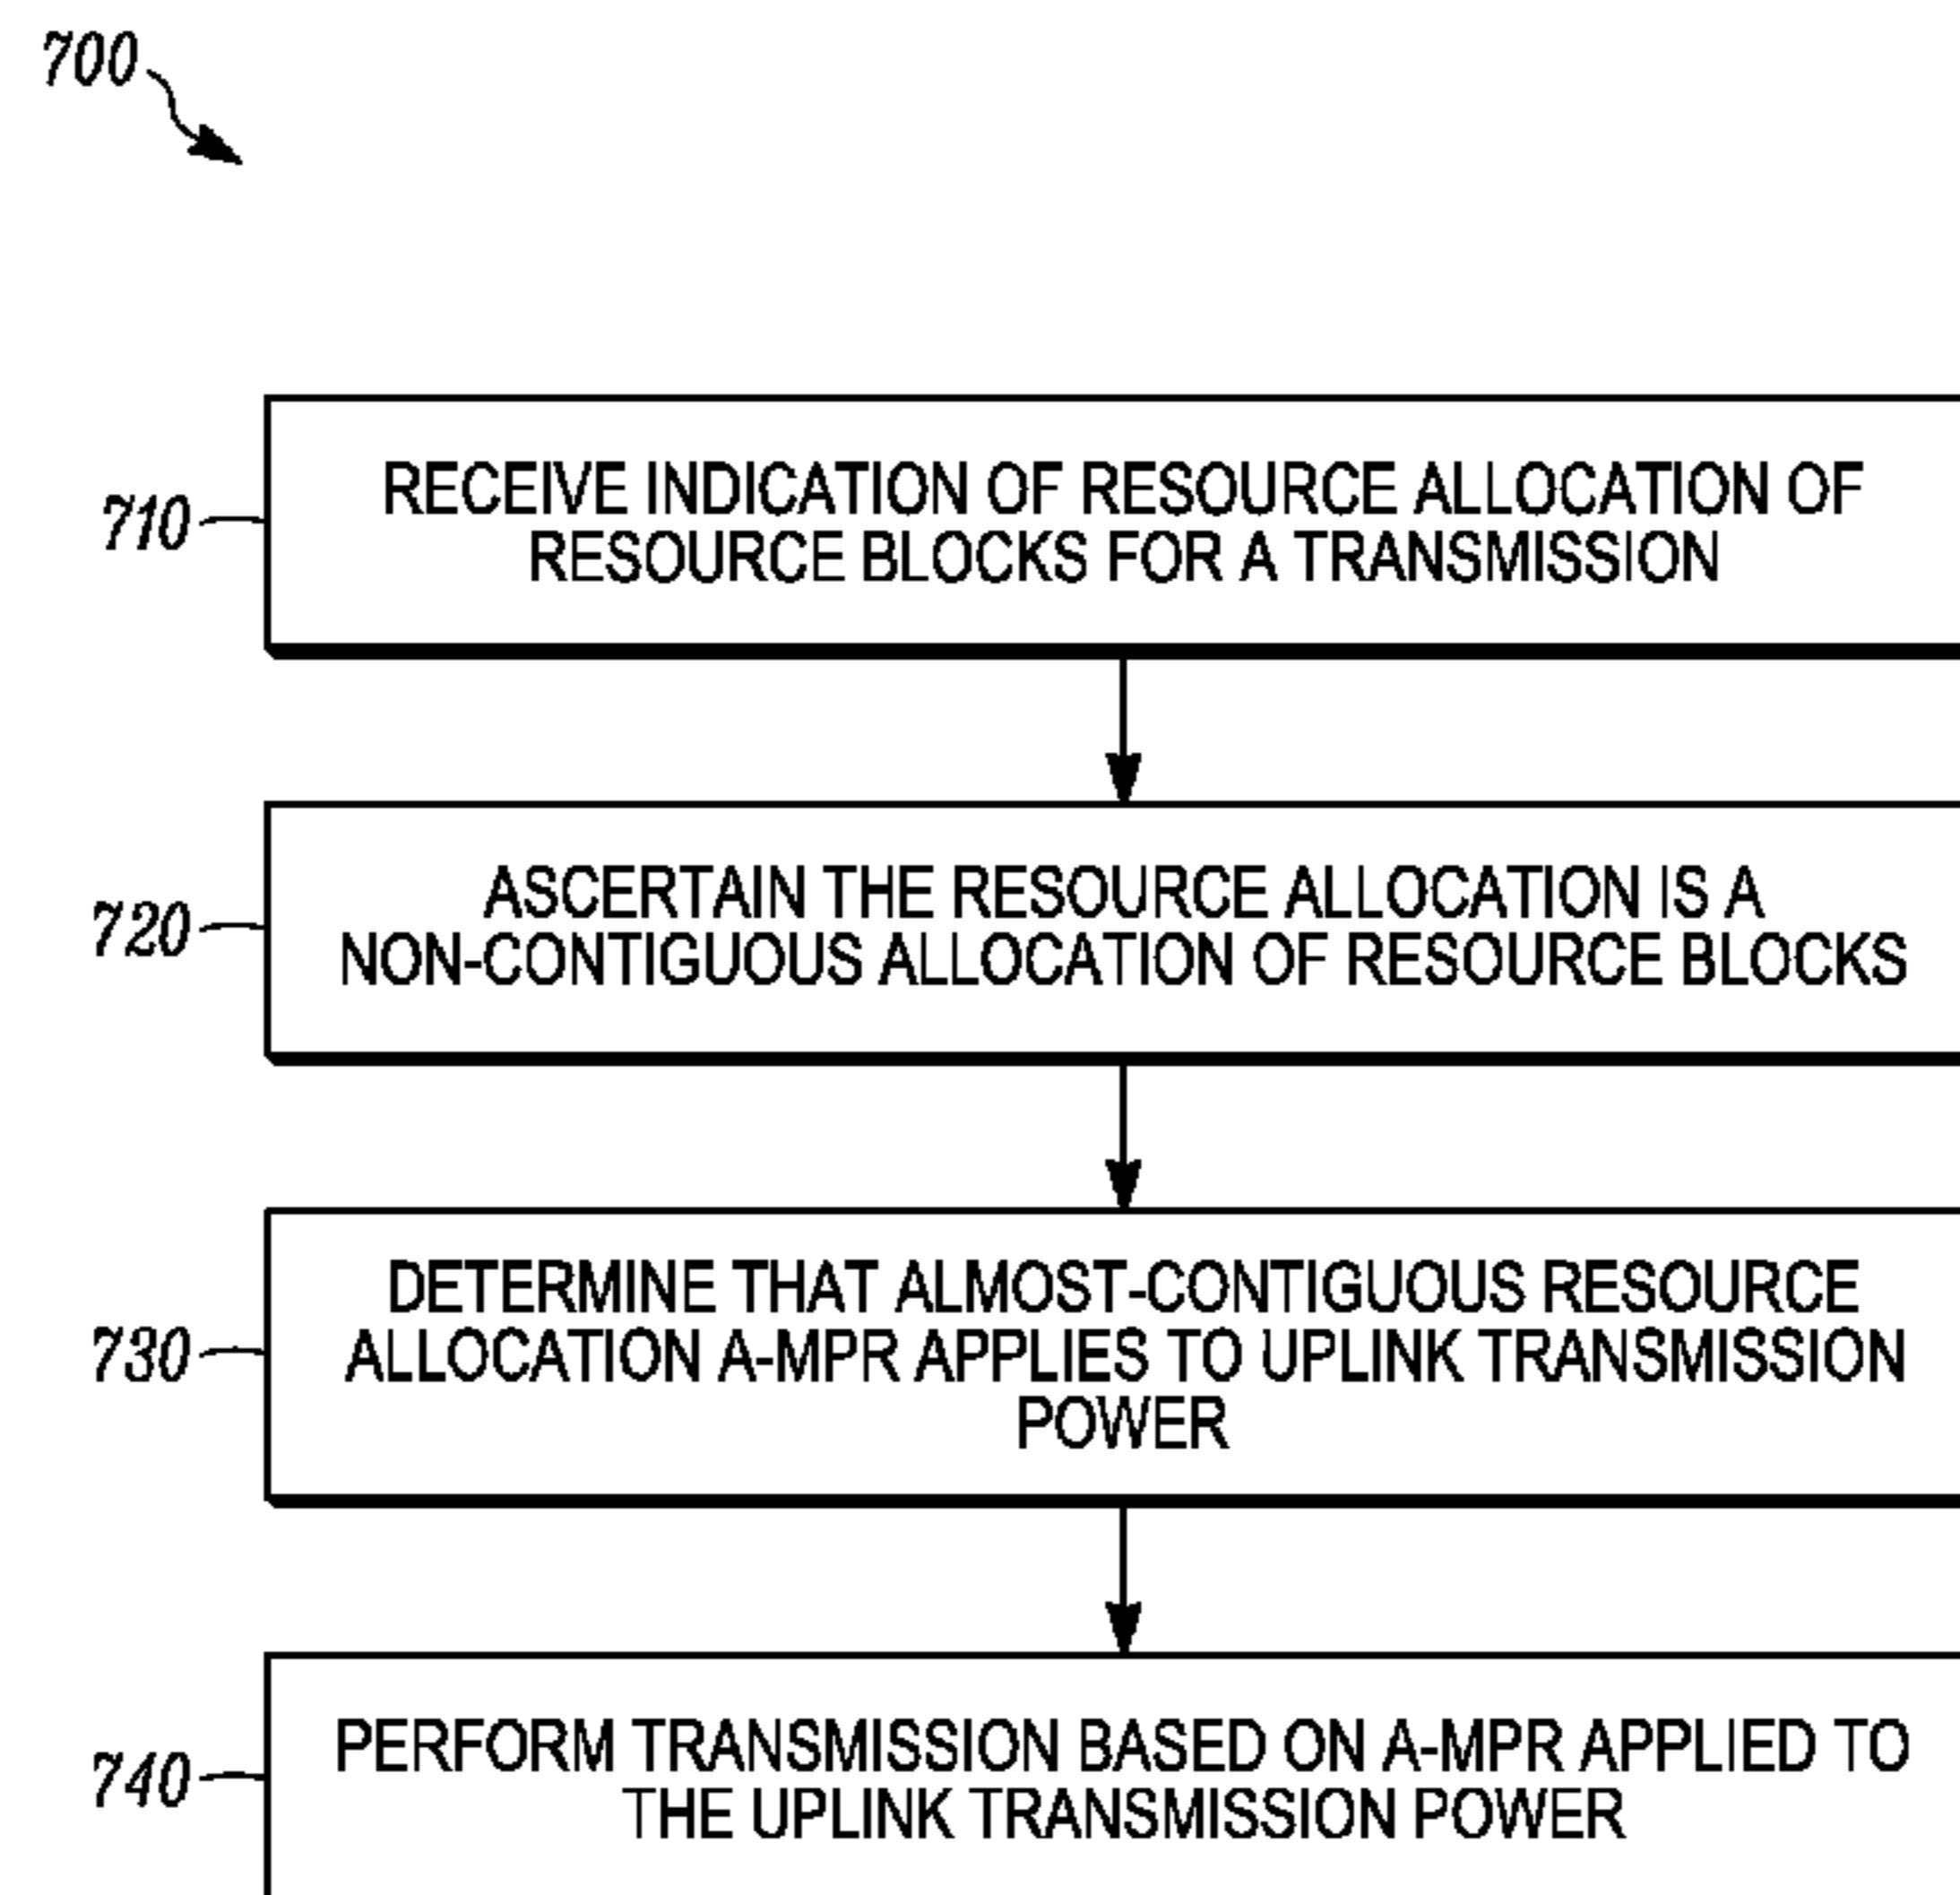 700
710
RECEIVE INDICATION OF RESOURCE ALLOCATION OF
RESOURCE BLOCKS FOR A TRANSMISSION
720
ASCERTAIN THE RESOURCE ALLOCATION IS A
NON-CONTIGUOUS ALLOCATION OF RESOURCE BLOCKS
730
DETERMINE THAT ALMOST-CONTIGUOUS RESOURCE
ALLOCATION A-MPR APPLIES TO UPLINK TRANSMISSION
POWER
740
PERFORM TRANSMISSION BASED ON A-MPR APPLIED TO
THE UPLINK TRANSMISSION POWER